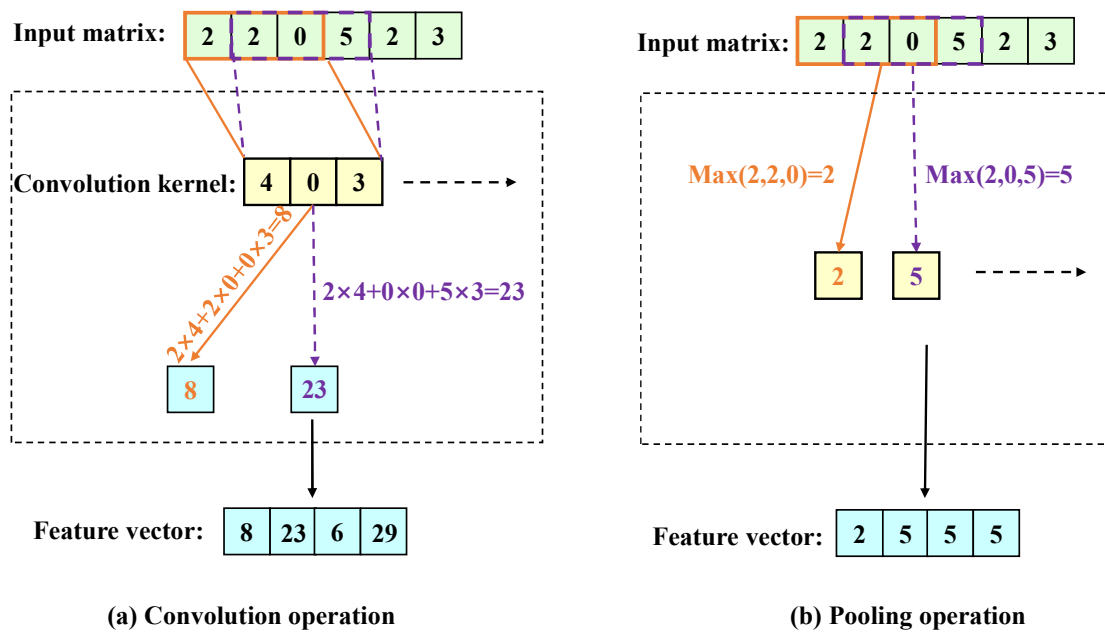 Input matrix: 2 2 0 5 2 3
Convolution kernel: 4 0 3
2×4+2×0+0×3=8
2×4+0×0+5×3=23
8 23
Feature vector: 8 23 6 29
(a) Convolution operation
Input matrix: 2 2 0 5 2 3
Max(2,2,0)=2 Max(2,0,5)=5
2 5
Feature vector: 2 5 5 5
(b) Pooling operation